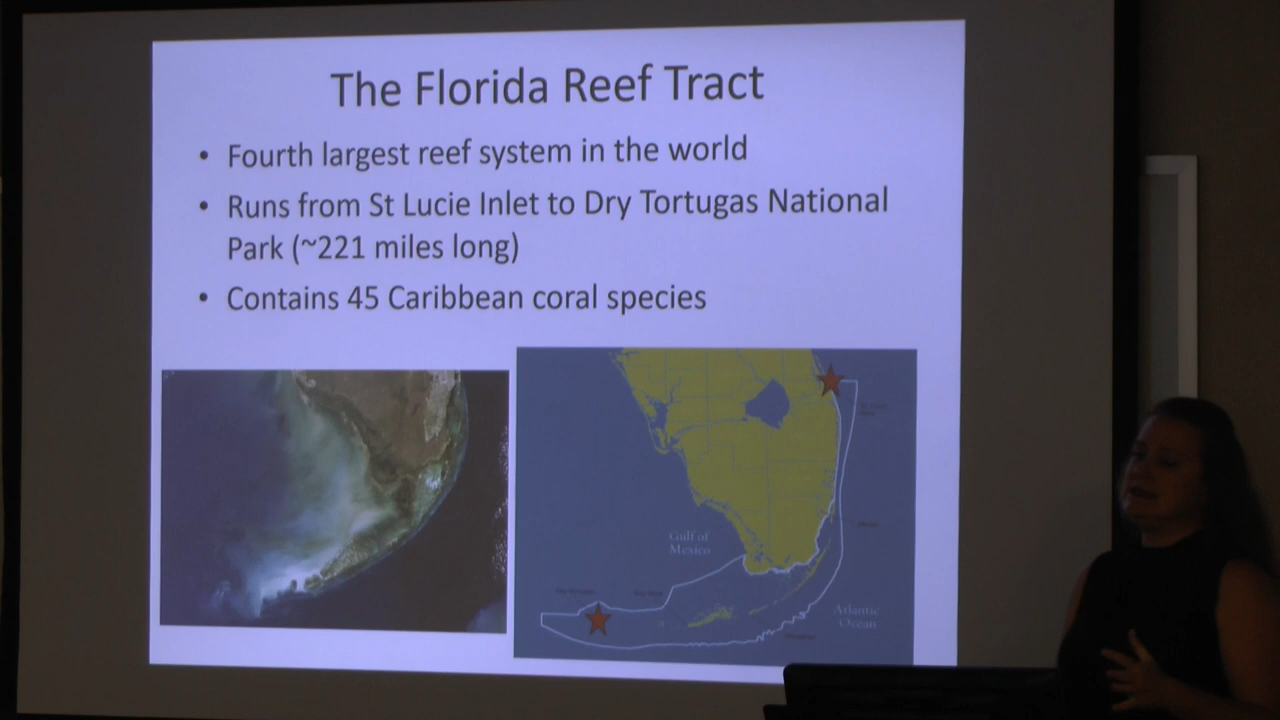 The Florida Reef Tract
• Fourth largest reef system in the world
• Runs from St Lucie Inlet to Dry Tortugas National
Park (~221 miles long)
• Contains 45 Caribbean coral species
Gulf of
Mexico
Atlantic
Ocean